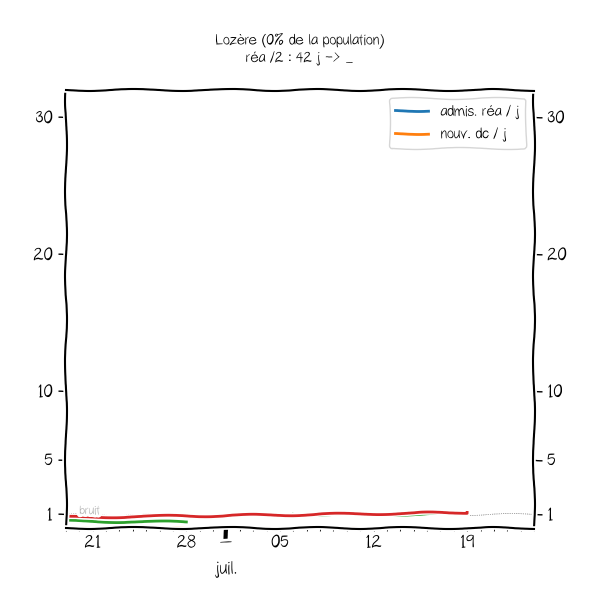 Lozère (0% de la population)
réa /2 : 42 j -> _
admis. réa / j
nouv. dc / j
30
30
20
20
10
10
5
5
bruit
1
1
21
28
05
12
19
juil.